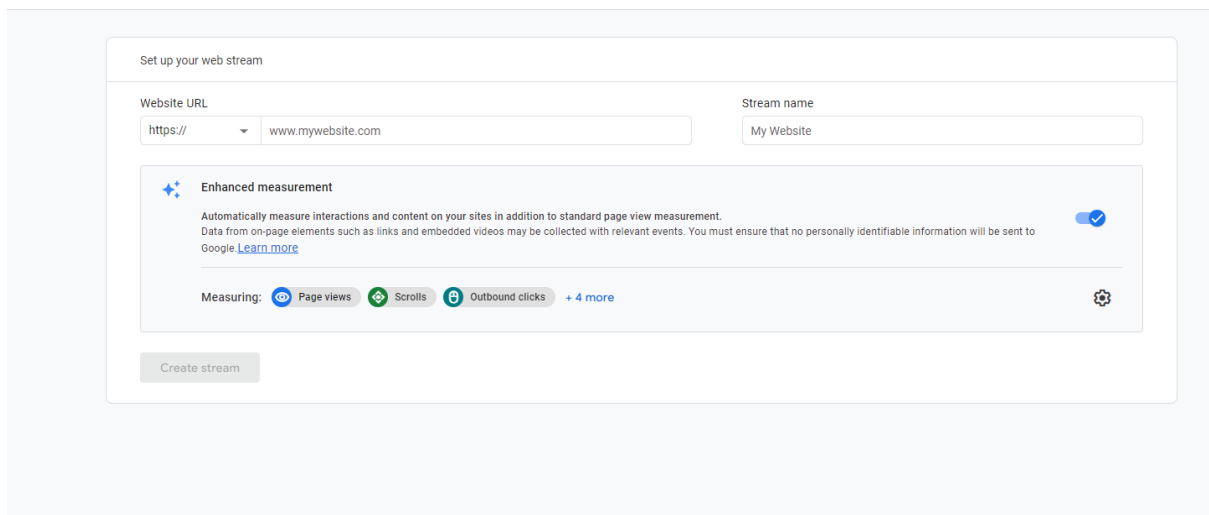 Set up your web stream
Website URL
Stream name
https://
www.mywebsite.com
My Website
Enhanced measurement
Automatically measure interactions and content on your sites in addition to standard page view measurement.
Data from on-page elements such as links and embedded videos may be collected with relevant events. You must ensure that no personally identifiable information will be sent to
Google.Learn more
Measuring: Page views Scrolls Outbound clicks + 4 more
Create stream